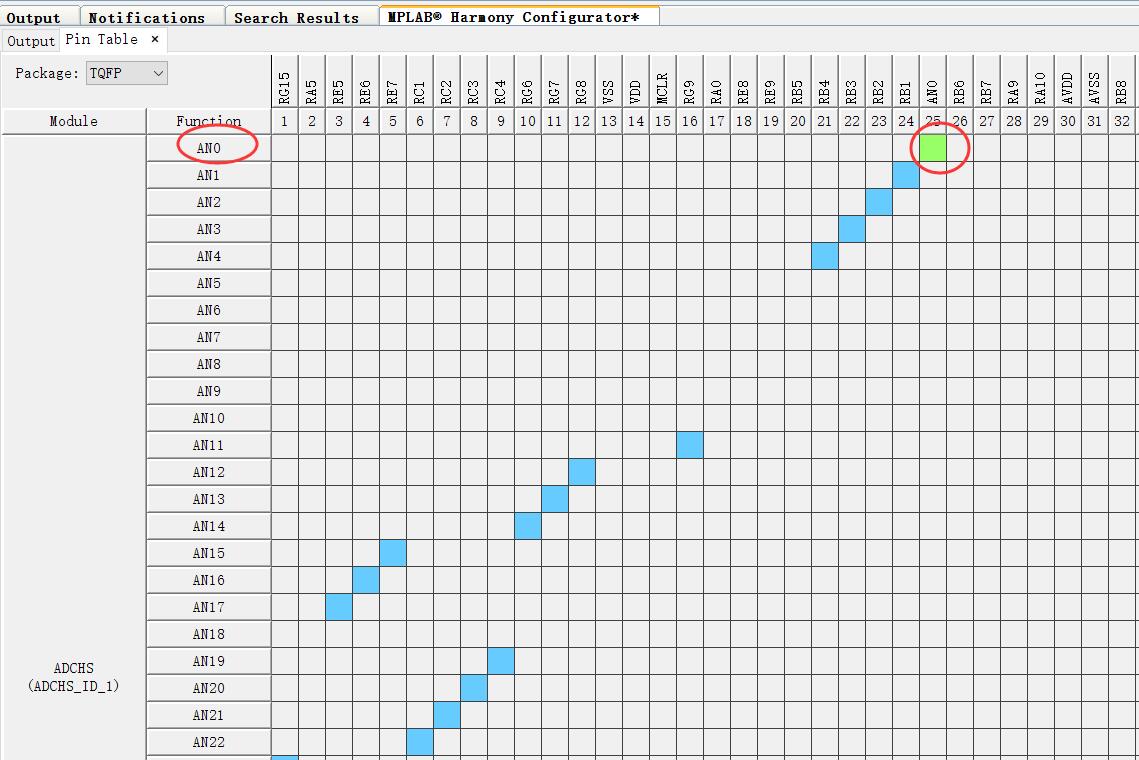 Output Notifications Search Results MPLAB® Harmony Configurator*
Output Pin Table ×
Package: TQFP
RG15 RA5 RE5 RE6 RE7 RC1 RC2 RC3 RC4 RG6 RG7 RG8 VSS VDD MCLR RG9 RA0 RE8 RE9 RB5 RB4 RB3 RB2 RB1 AN0 RB6 RB7 RA9 RA10 AVDD AVSS RB8
Module Function 1 2 3 4 5 6 7 8 9 10 11 12 13 14 15 16 17 18 19 20 21 22 23 24 25 26 27 28 29 30 31 32
AN0
AN1
AN2
AN3
AN4
AN5
AN6
AN7
AN8
AN9
AN10
AN11
AN12
AN13
AN14
AN15
AN16
AN17
AN18
AN19
AN20
AN21
AN22
ADCHS
(ADCHS_ID_1)